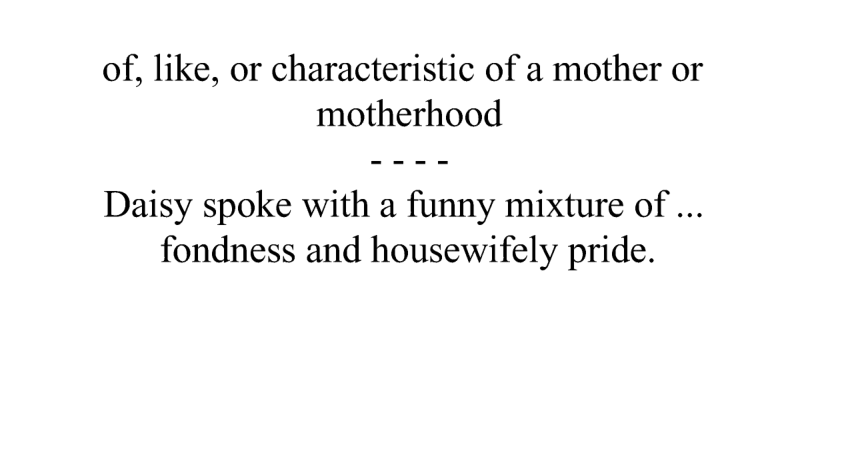 of, like, or characteristic of a mother or
motherhood
- - - -
Daisy spoke with a funny mixture of ...
fondness and housewifely pride.